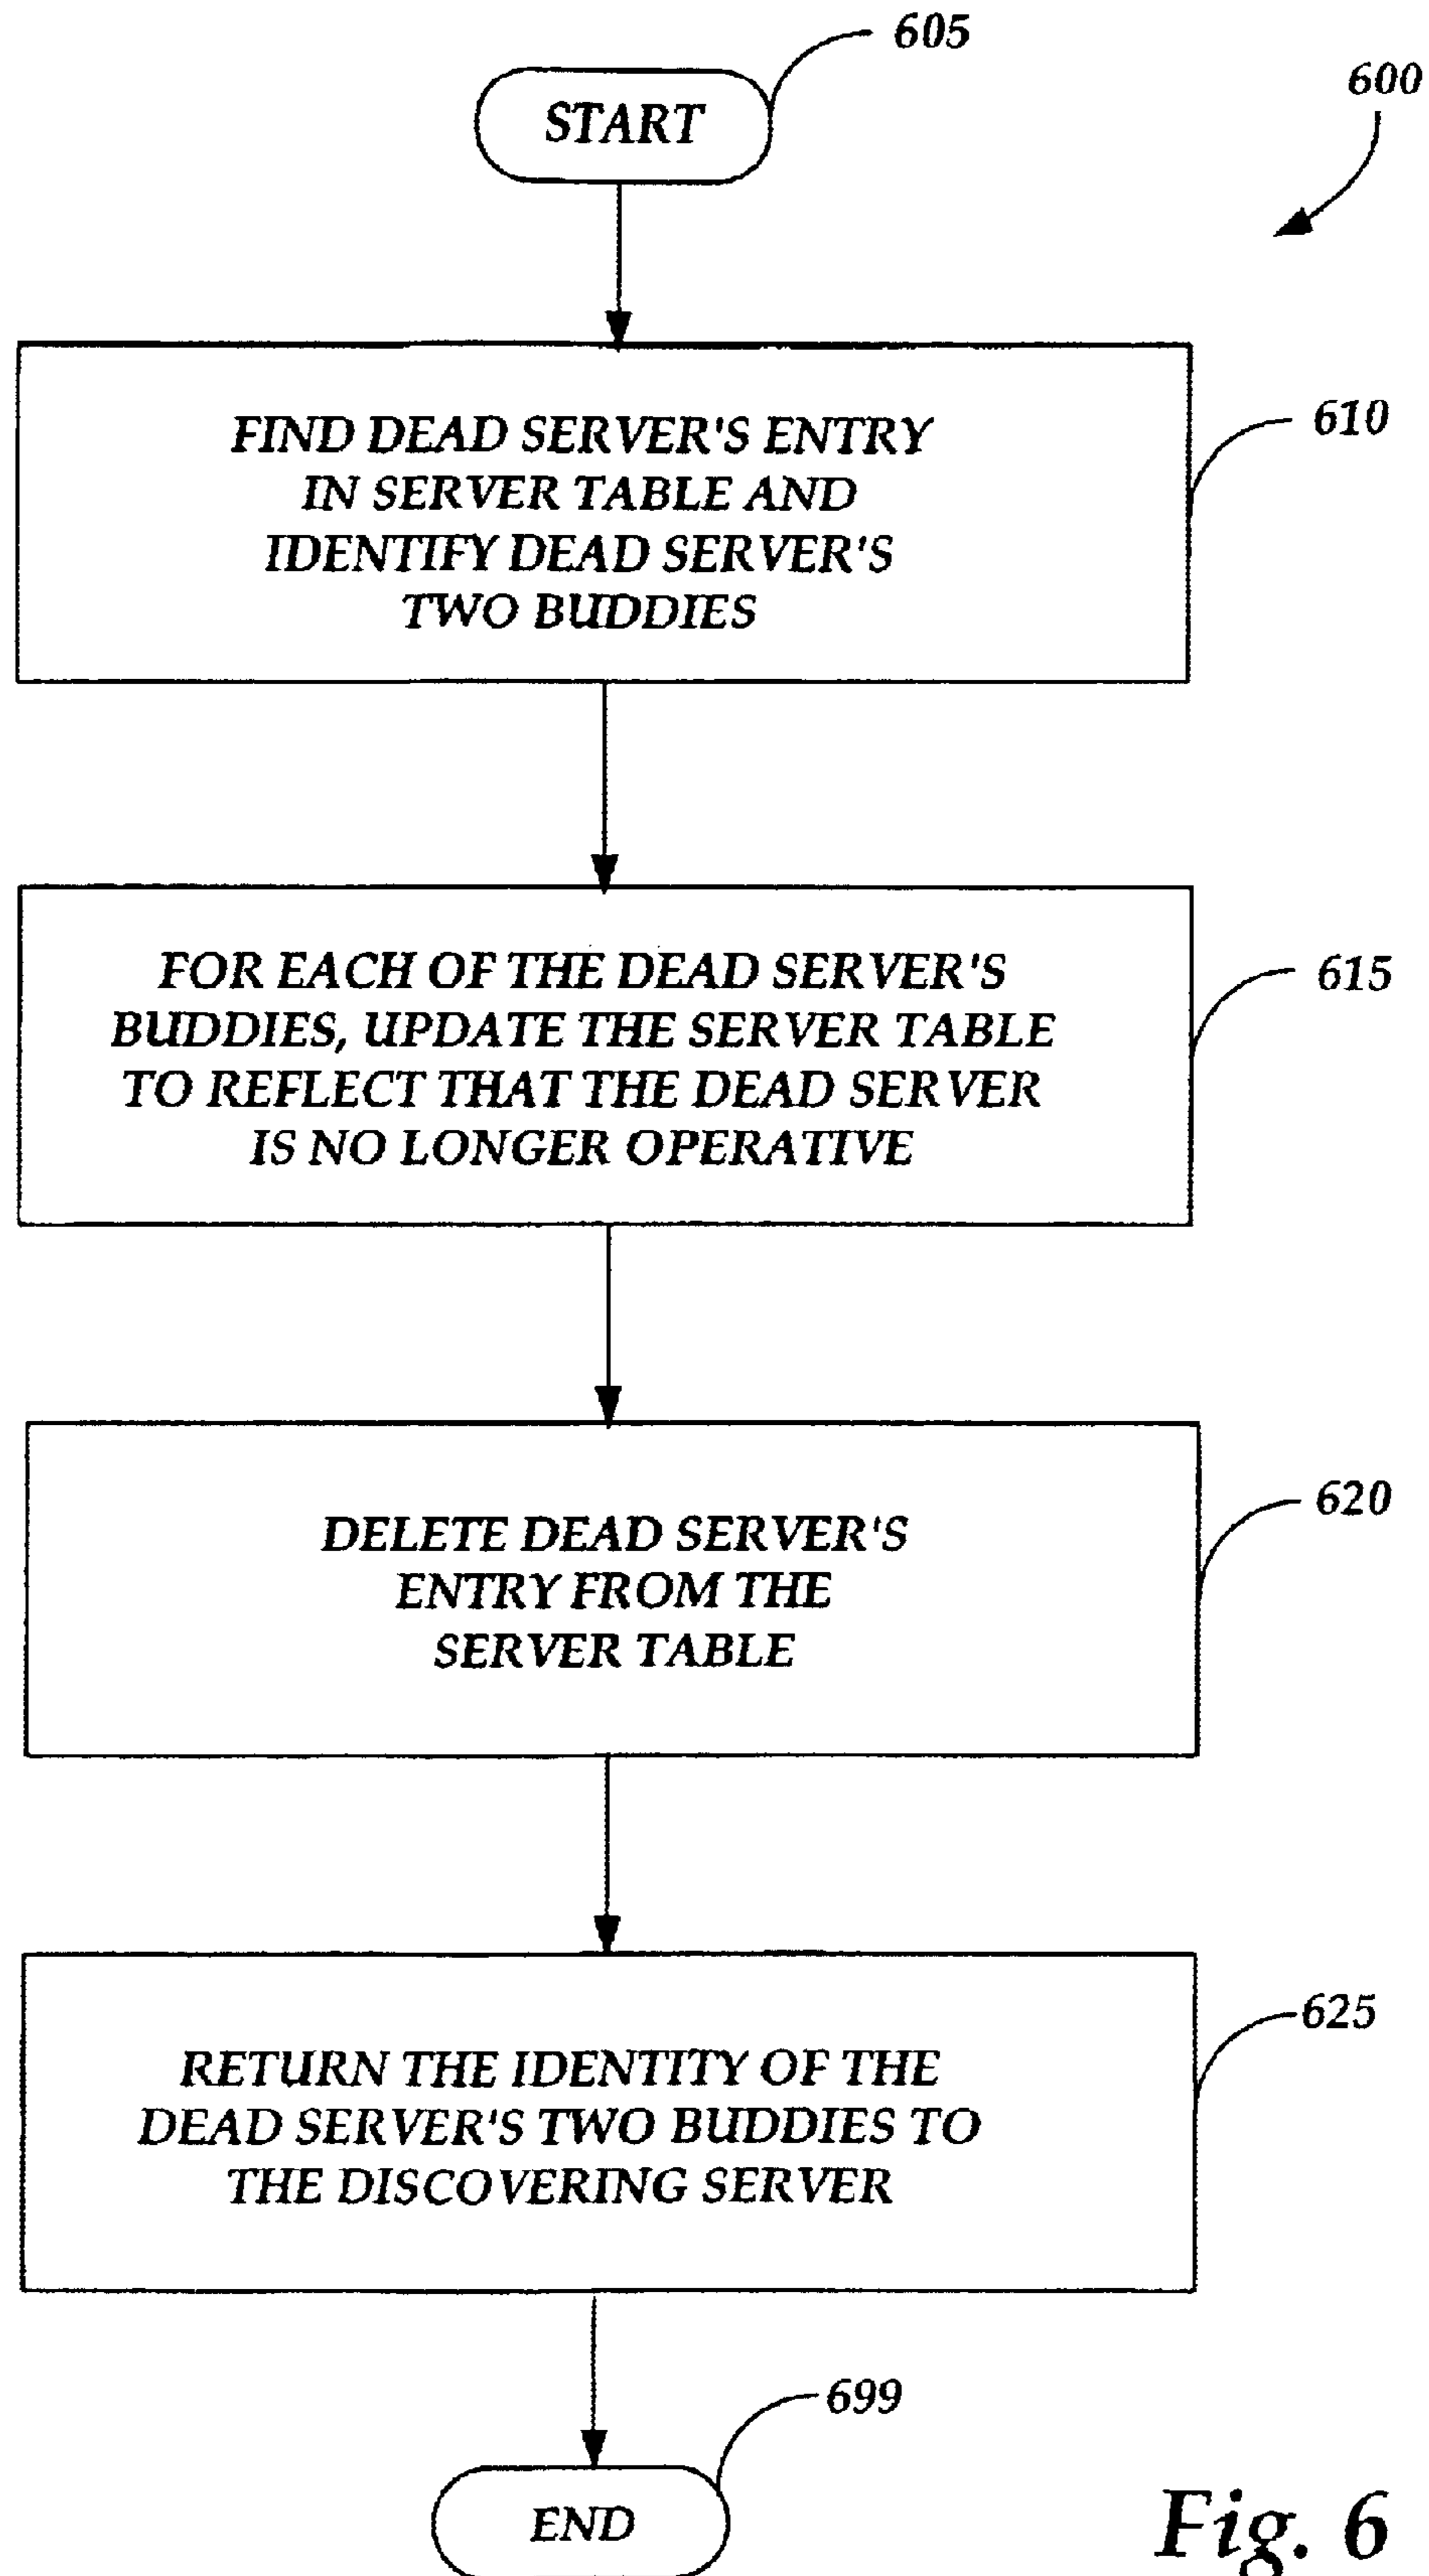 605
600
START
FIND DEAD SERVER'S ENTRY
IN SERVER TABLE AND
IDENTIFY DEAD SERVER'S
TWO BUDDIES
610
FOR EACH OF THE DEAD SERVER'S
BUDDIES, UPDATE THE SERVER TABLE
TO REFLECT THAT THE DEAD SERVER
IS NO LONGER OPERATIVE
615
DELETE DEAD SERVER'S
ENTRY FROM THE
SERVER TABLE
620
RETURN THE IDENTITY OF THE
DEAD SERVER'S TWO BUDDIES TO
THE DISCOVERING SERVER
625
699
END
Fig. 6